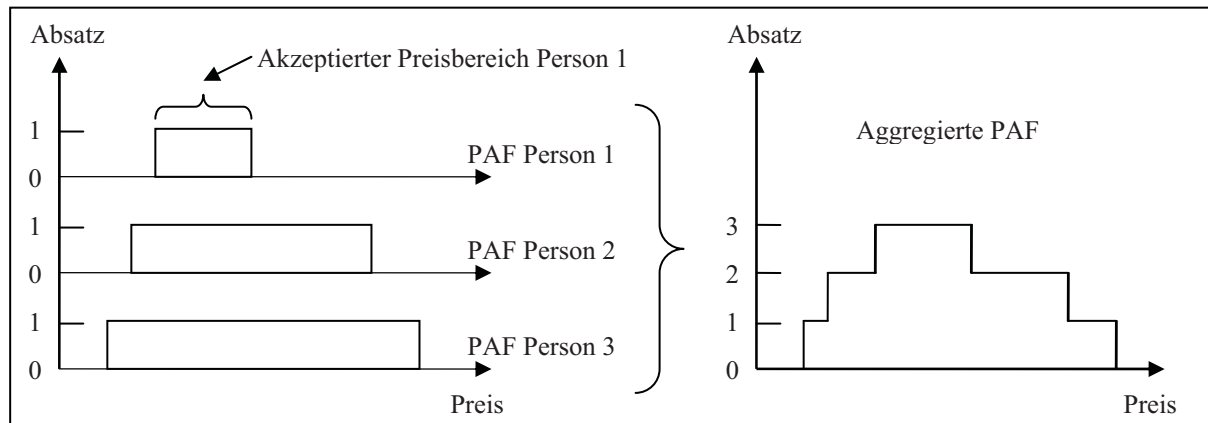 Absatz
Akzeptierter Preisbereich Person 1
1
0
PAF Person 1
1
0
PAF Person 2
1
0
PAF Person 3
Preis
Absatz
Aggregierte PAF
3
2
1
0
Preis